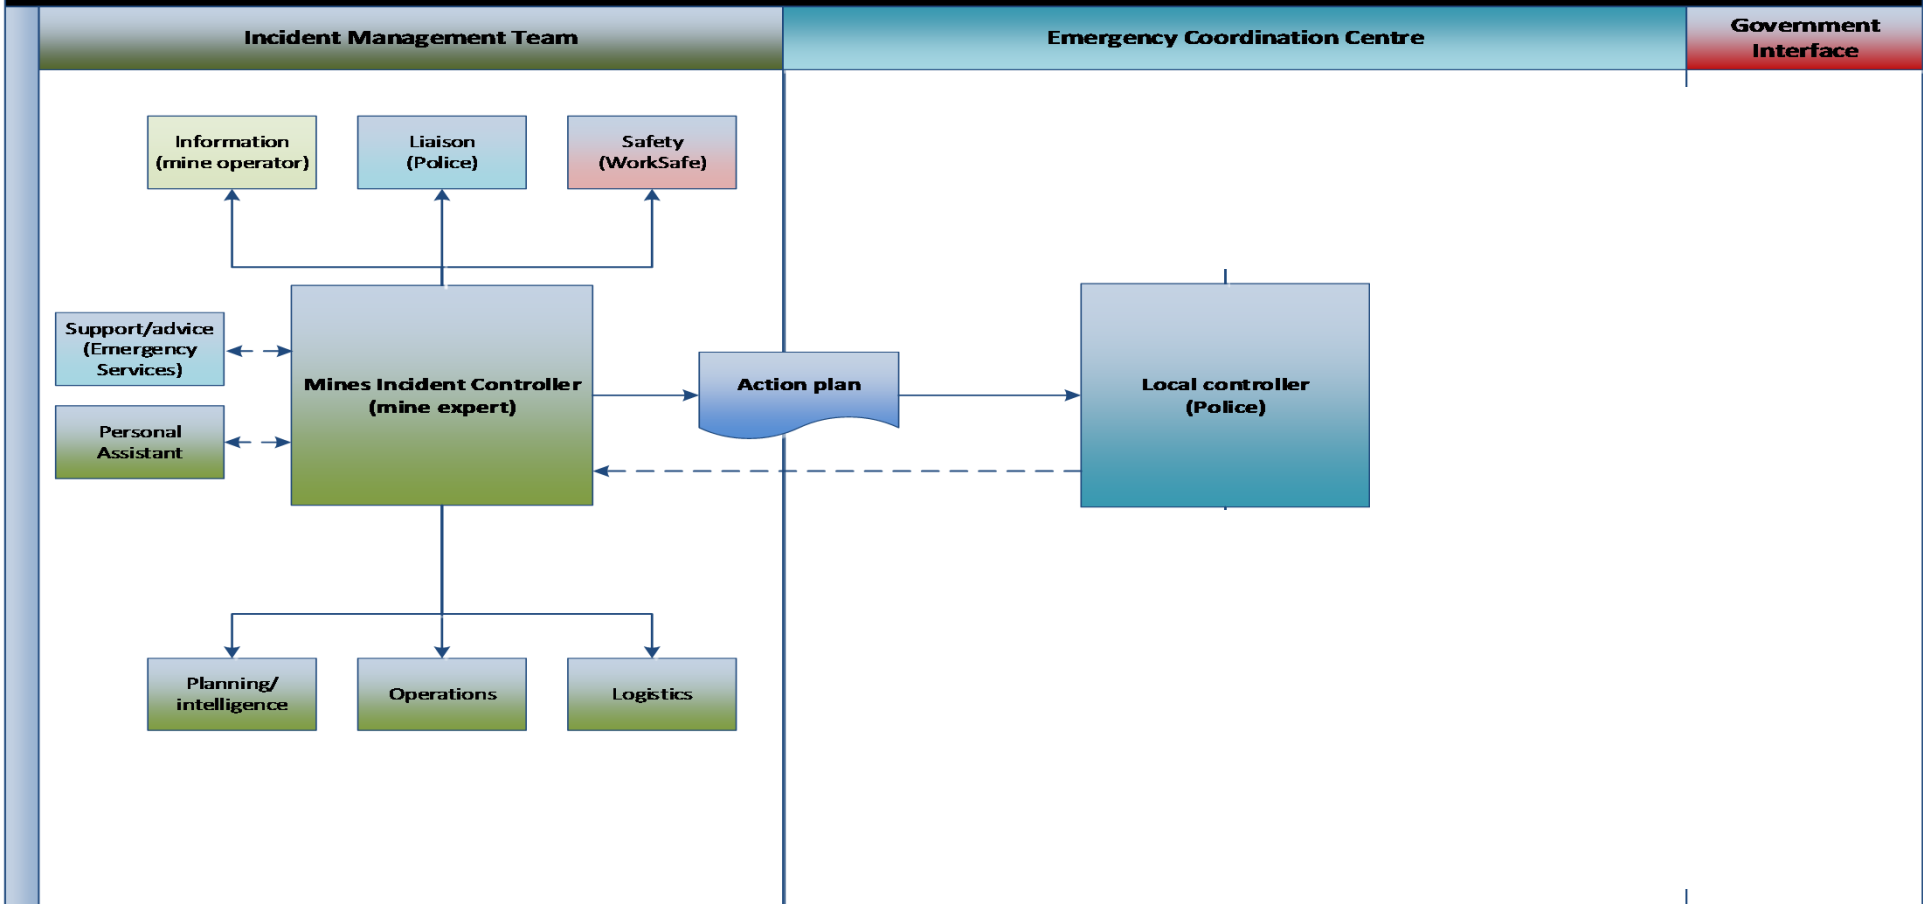 Incident Management Team
Emergency Coordination Centre
Government
Interface
Information
(mine operator)
Liaison
(Police)
Safety
(WorkSafe)
Support/advice
(Emergency
Services)
Personal
Assistant
Mines Incident Controller
(mine expert)
Action plan
Local controller
(Police)
Planning/
intelligence
Operations
Logistics